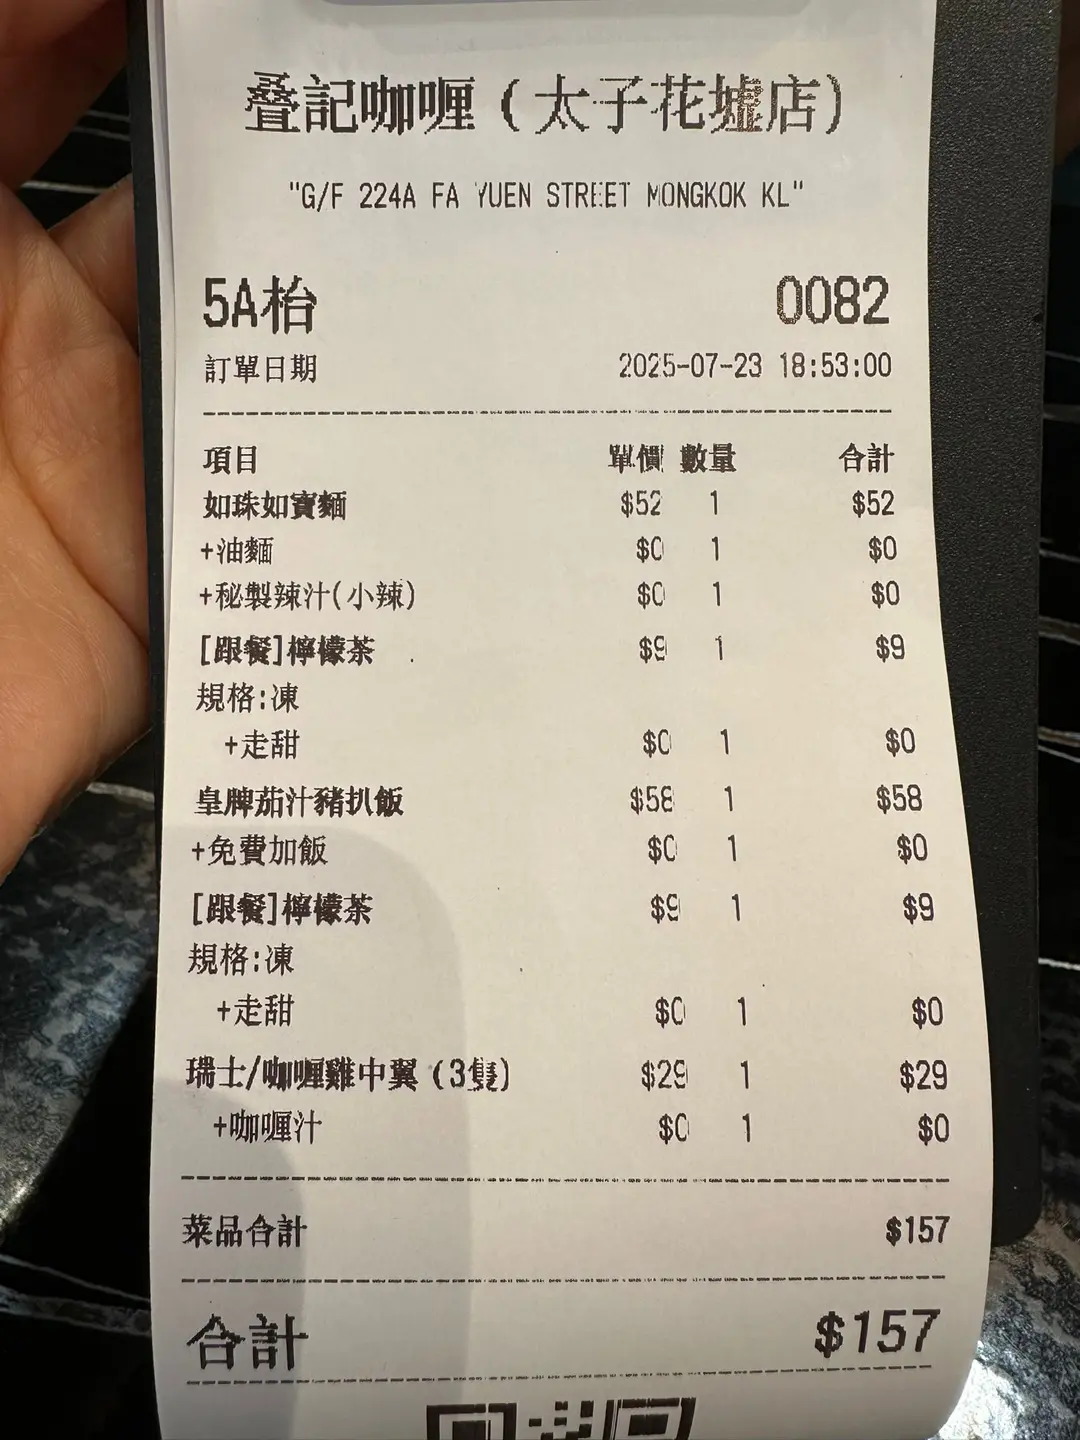 叠記咖喱(太子花墟店)
"G/F 224A FA YUEN STREET MONGKOK KL"
5A枱 0082
訂單日期 2025-07-23 18:53:00
項目 單價 數量 合計
如珠如寶麵 $52 1 $52
+油麵 $0 1 $0
+秘製辣汁(小辣) $0 1 $0
[跟餐]檸檬茶 $9 1 $9
規格:凍
+走甜 $0 1 $0
皇牌茄汁豬扒飯 $58 1 $58
+免費加飯 $0 1 $0
[跟餐]檸檬茶 $9 1 $9
規格:凍
+走甜 $0 1 $0
瑞士/咖喱雞中翼(3隻) $29 1 $29
+咖喱汁 $0 1 $0
菜品合計 $157
合計 $157